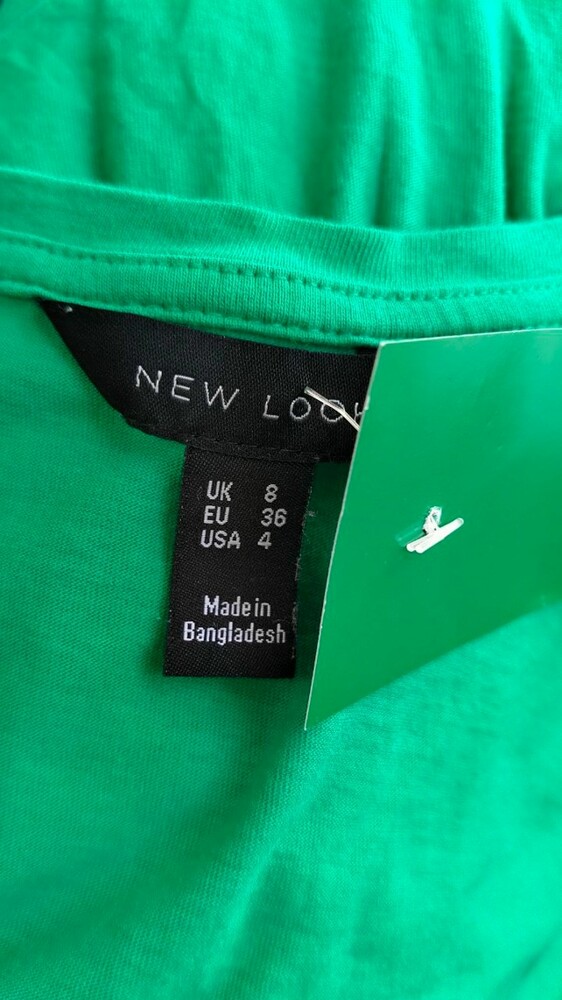 NEW LOOK
UK 8
EU 36
USA 4
Made in
Bangladesh